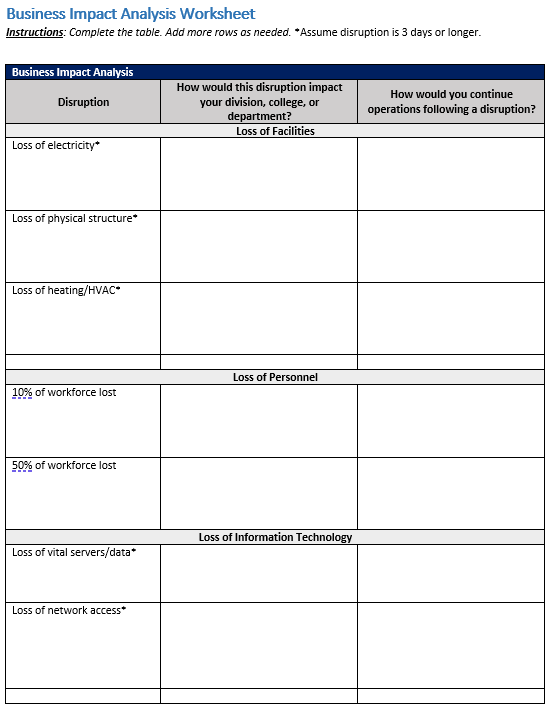 Business Impact Analysis Worksheet
Instructions: Complete the table. Add more rows as needed. *Assume disruption is 3 days or longer.
Business Impact Analysis
Disruption
How would this disruption impact
your division, college, or
department?
How would you continue
operations following a disruption?
Loss of Facilities
Loss of electricity*
Loss of physical structure*
Loss of heating/HVAC*
Loss of Personnel
10% of workforce lost
50% of workforce lost
Loss of Information Technology
Loss of vital servers/data*
Loss of network access*